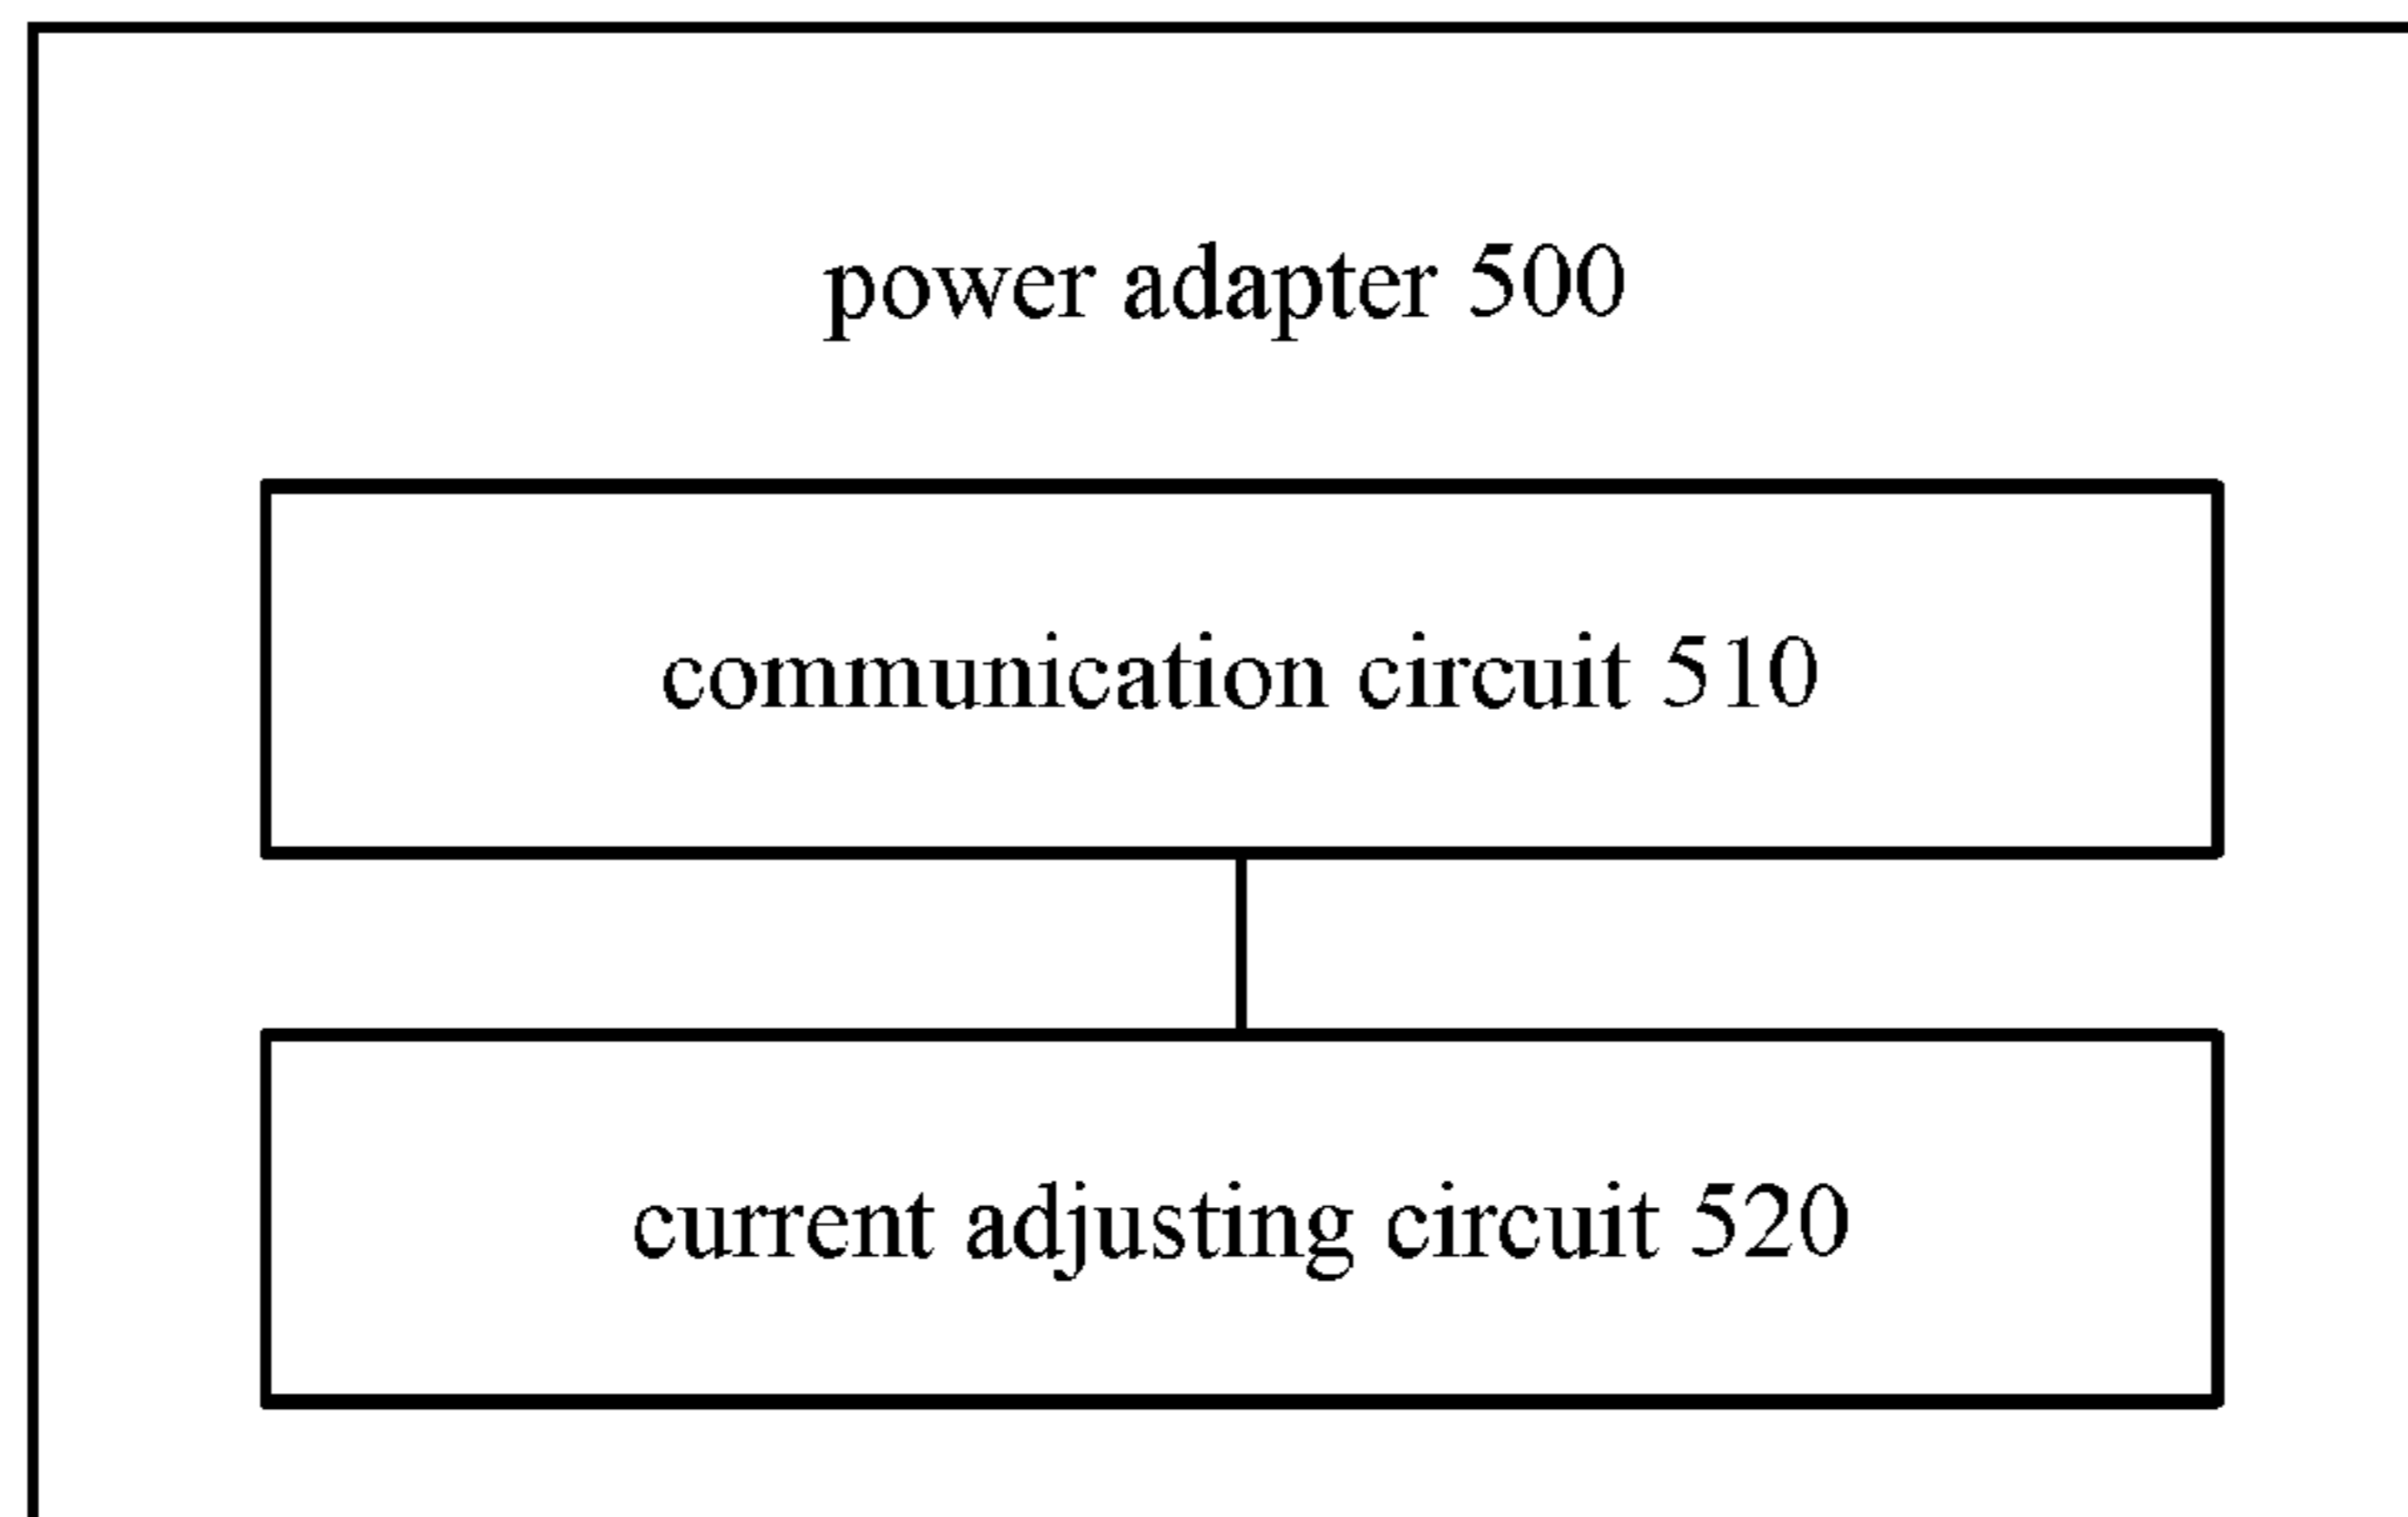 power adapter 500
communication circuit 510
current adjusting circuit 520